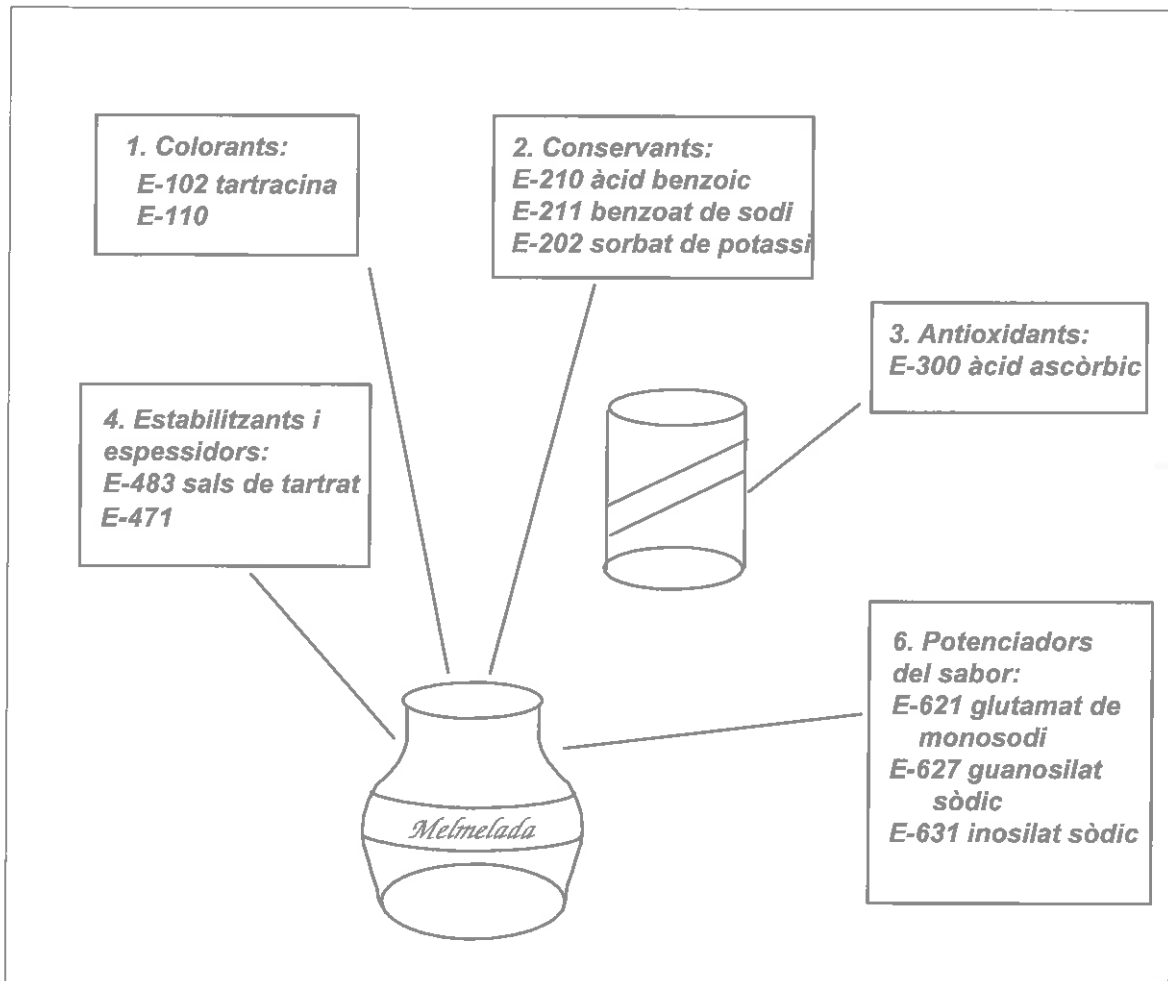 1. Colorants:
E-102 tartracina
E-110
2. Conservants:
E-210 àcid benzoic
E-211 benzoat de sodi
E-202 sorbat de potassi
3. Antioxidants:
E-300 àcid ascòrbic
4. Estabilitzants i
espessidors:
E-483 sals de tartrat
E-471
6. Potenciadors
del sabor:
E-621 glutamat de
monosodi
E-627 guanosilat
sòdic
E-631 inosilat sòdic
Melmelada